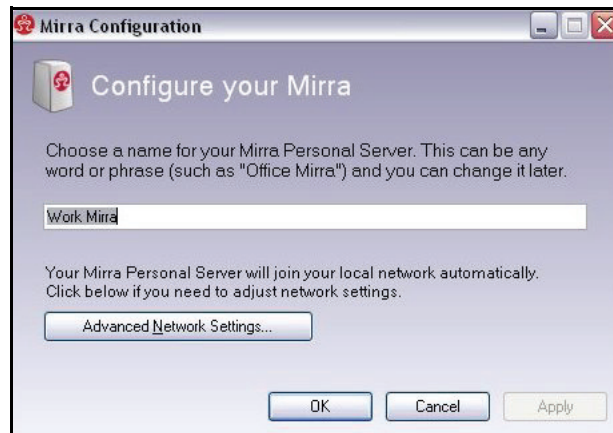 Mirra Configuration
Configure your Mirra
Choose a name for your Mirra Personal Server. This can be any
word or phrase (such as "Office Mirra") and you can change it later.
Work Mirra
Your Mirra Personal Server will join your local network automatically.
Click below if you need to adjust network settings.
Advanced Network Settings...
OK Cancel Apply